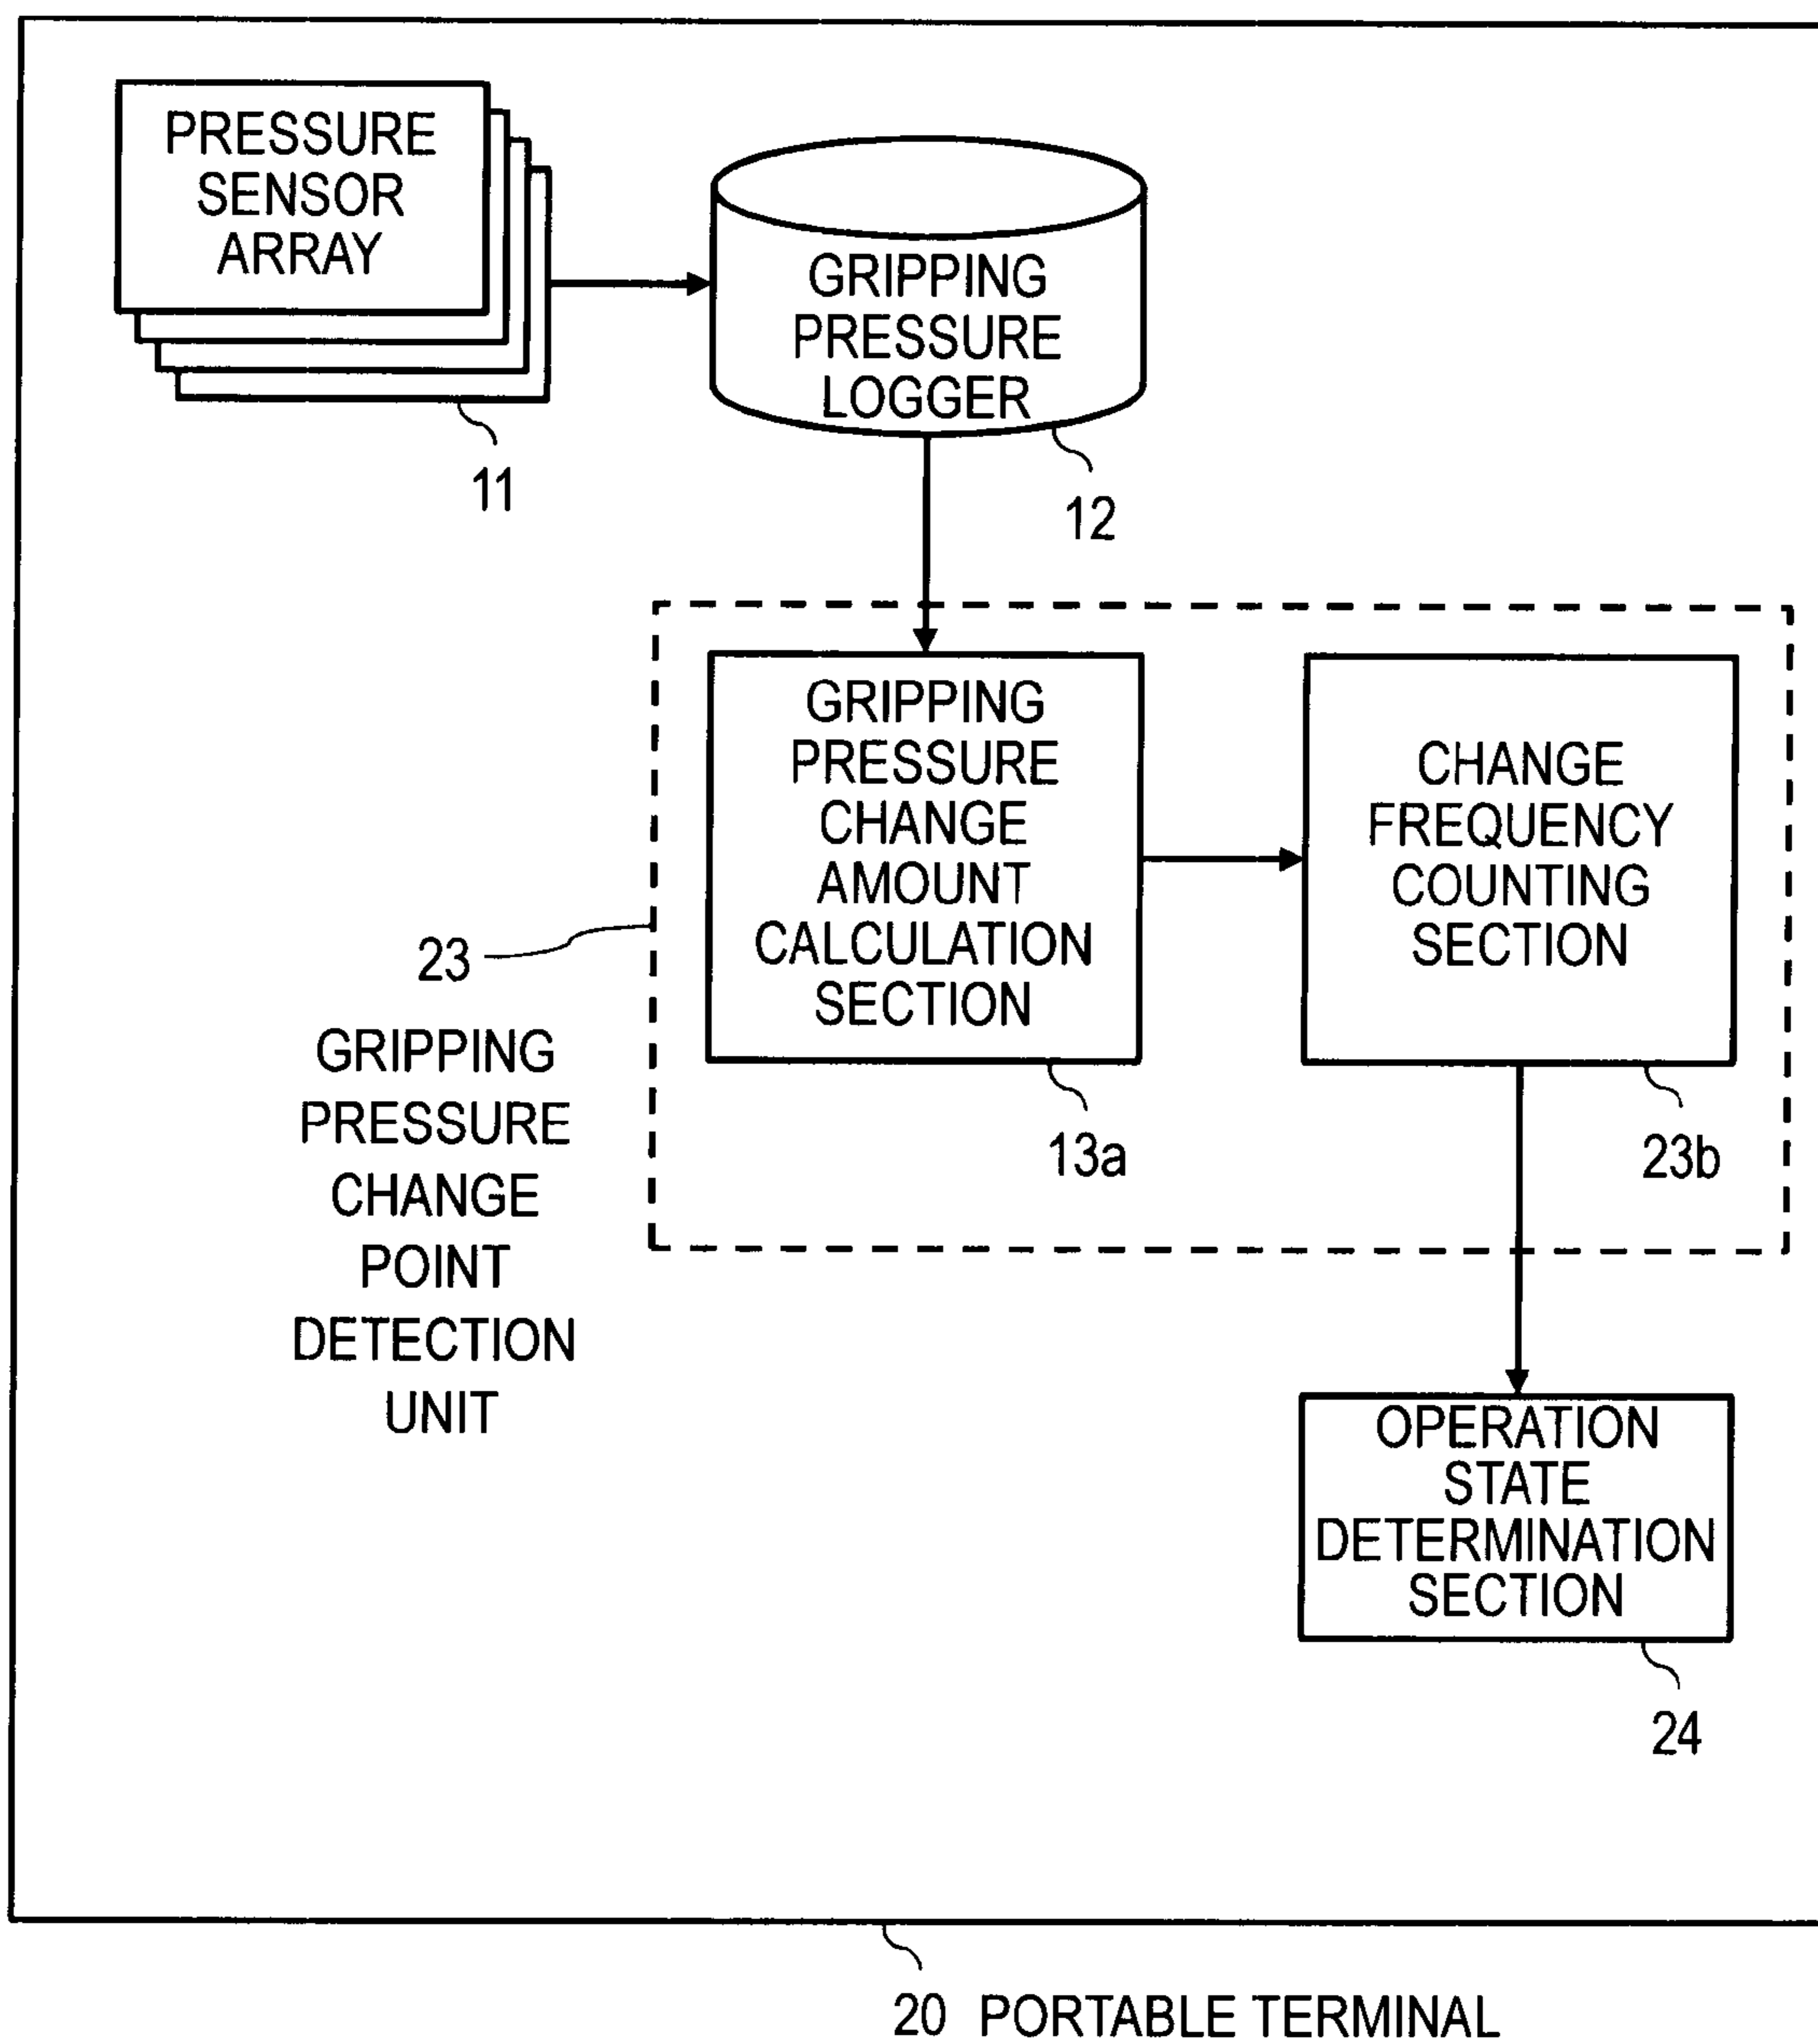 PRESSURE
SENSOR
ARRAY
11
GRIPPING
PRESSURE
LOGGER
12
23
GRIPPING
PRESSURE
CHANGE
POINT
DETECTION
UNIT
GRIPPING
PRESSURE
CHANGE
AMOUNT
CALCULATION
SECTION
13a
CHANGE
FREQUENCY
COUNTING
SECTION
23b
OPERATION
STATE
DETERMINATION
SECTION
24
20 PORTABLE TERMINAL